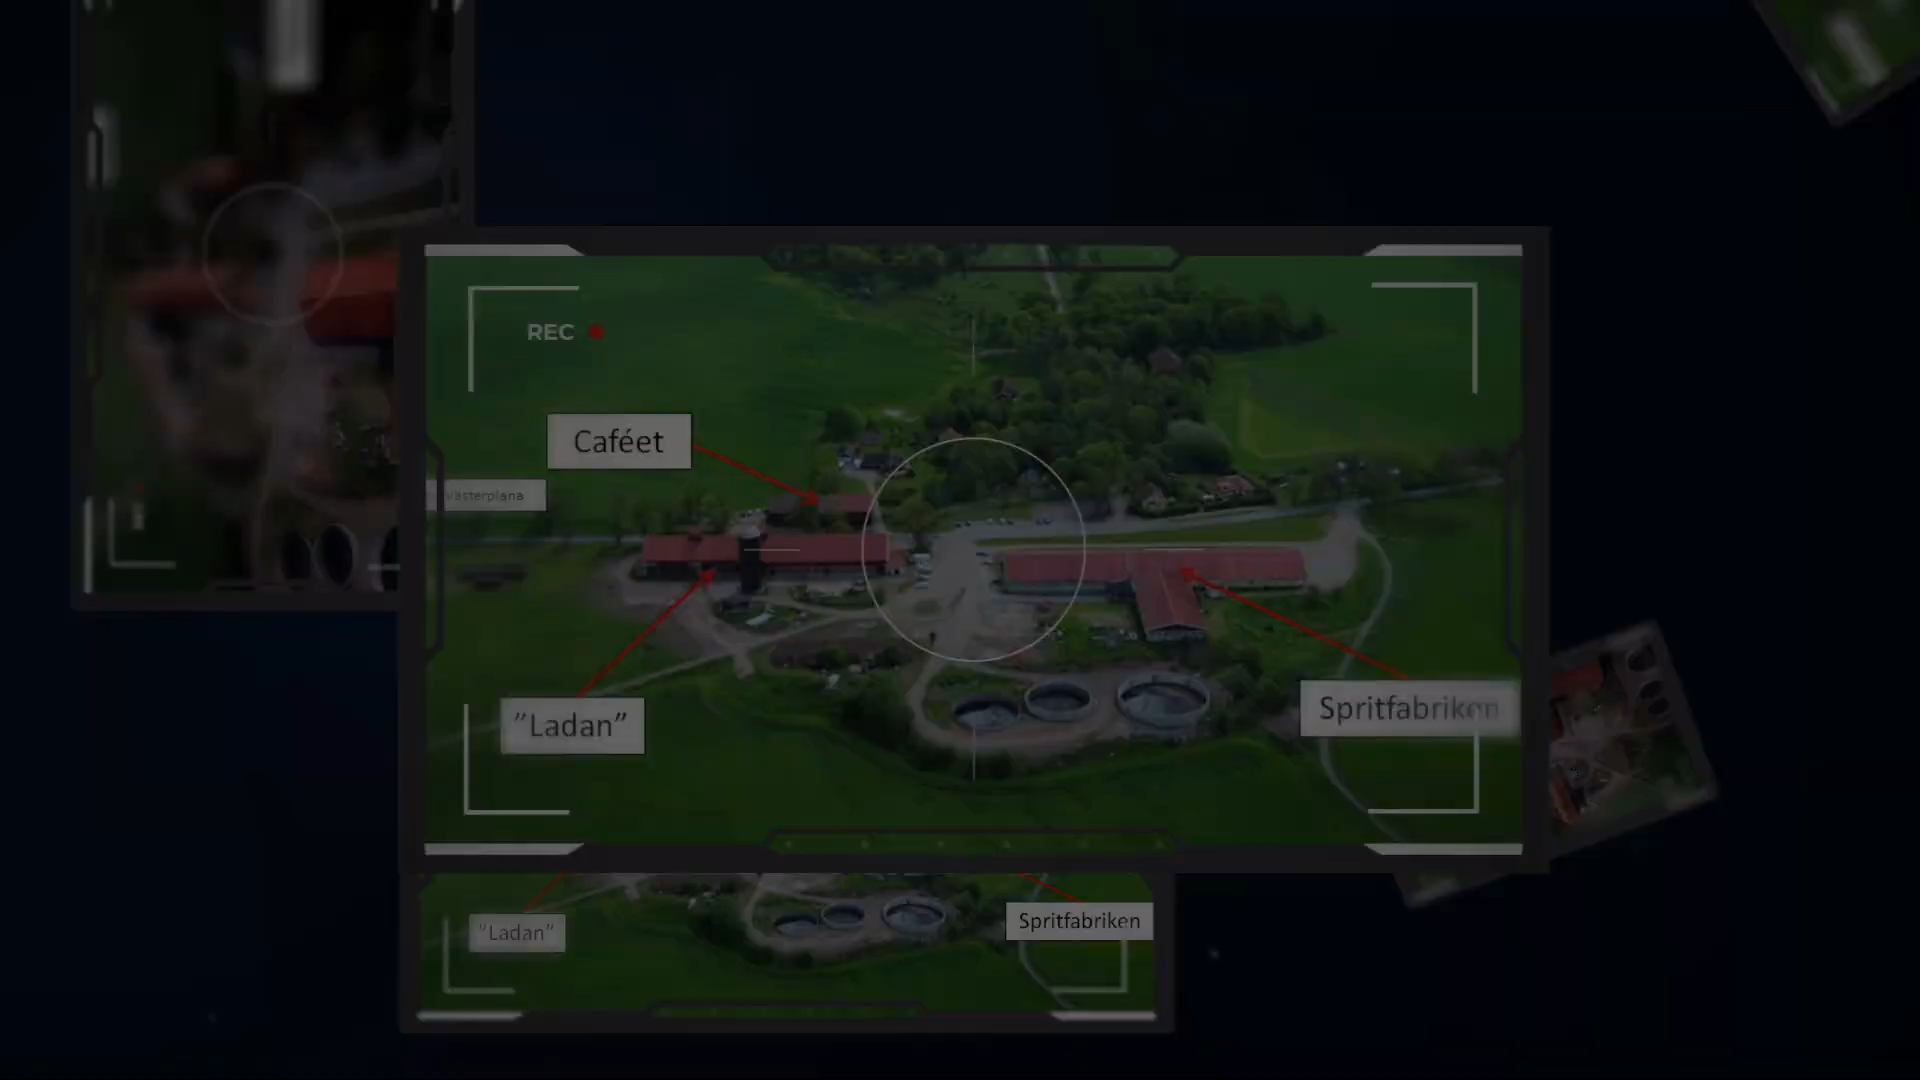 REC
Caféet
västerplana
"Ladan"
Spritfabriken
"Ladan"
Spritfabriken